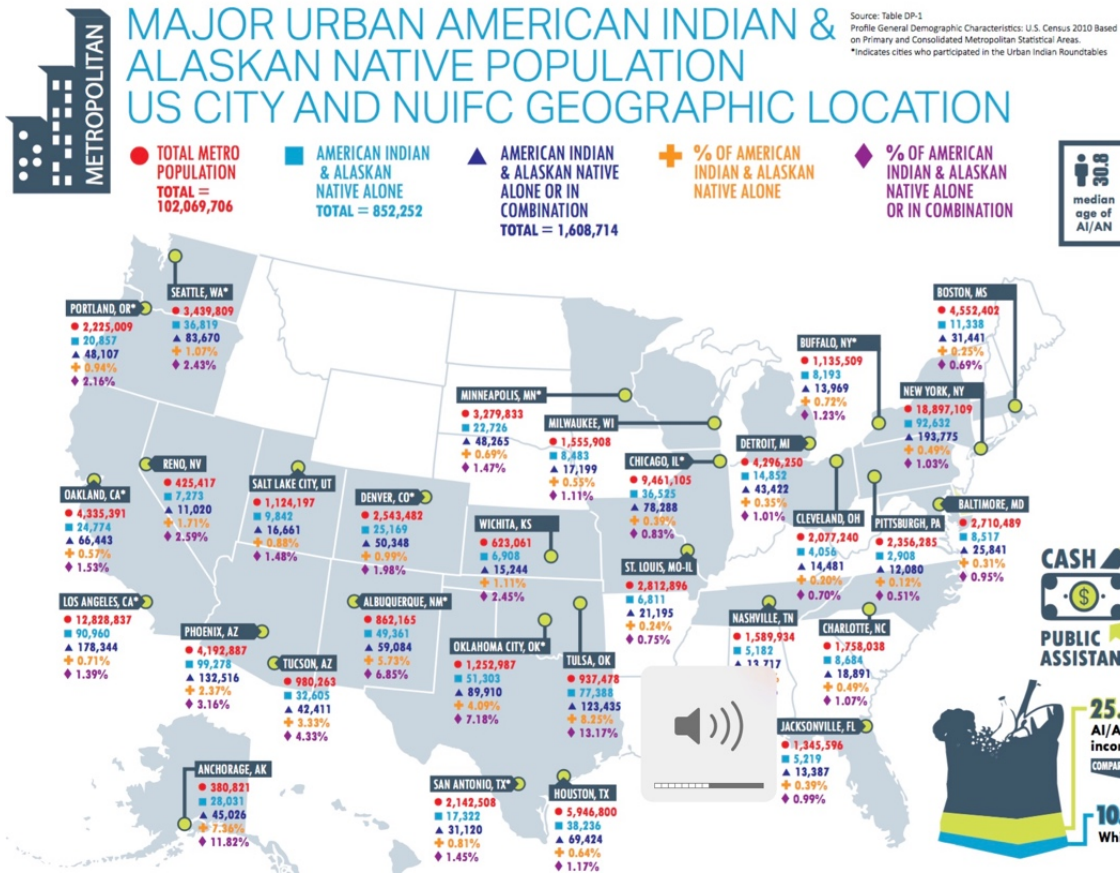 METROPOLITAN
MAJOR URBAN AMERICAN INDIAN &
ALASKAN NATIVE POPULATION
US CITY AND NUIFC GEOGRAPHIC LOCATION
Source: Table DP-1
Profile General Demographic Characteristics: U.S. Census 2010 Based
on Primary and Consolidated Metropolitan Statistical Areas.
*Indicates cities who participated in the Urban Indian Roundtables
TOTAL METRO
POPULATION
TOTAL =
102,069,706
AMERICAN INDIAN
& ALASKAN
NATIVE ALONE
TOTAL = 852,252
AMERICAN INDIAN
& ALASKAN NATIVE
ALONE OR IN
COMBINATION
TOTAL = 1,608,714
% OF AMERICAN
INDIAN & ALASKAN
NATIVE ALONE
% OF AMERICAN
INDIAN & ALASKAN
NATIVE ALONE
OR IN COMBINATION
30.8
median
age of
AI/AN
SEATTLE, WA*
3,439,809
36,819
83,670
1.07%
2.43%
PORTLAND, OR*
2,225,009
20,857
48,107
0.94%
2.16%
BOSTON, MS
4,552,402
11,338
31,441
0.25%
0.69%
BUFFALO, NY*
1,135,509
8,193
13,969
0.72%
1.23%
NEW YORK, NY
18,897,109
92,632
193,775
0.49%
1.03%
MINNEAPOLIS, MN*
3,279,833
22,726
48,265
0.69%
1.47%
MILWAUKEE, WI
1,555,908
8,483
17,199
0.55%
1.11%
CHICAGO, IL*
9,461,105
36,525
78,288
0.39%
0.83%
DETROIT, MI
4,296,250
14,852
43,422
0.35%
1.01%
RENO, NV
425,417
7,273
11,020
1.71%
2.59%
OAKLAND, CA*
4,335,391
24,774
66,443
0.57%
1.53%
SALT LAKE CITY, UT
1,124,197
9,842
16,661
0.88%
1.48%
DENVER, CO*
2,543,482
25,169
50,348
0.99%
1.98%
WICHITA, KS
623,061
6,908
15,244
1.11%
2.45%
CLEVELAND, OH
2,077,240
4,056
14,481
0.20%
0.70%
PITTSBURGH, PA
2,356,285
2,908
12,080
0.12%
0.51%
BALTIMORE, MD
2,710,489
8,517
25,841
0.31%
0.95%
ST. LOUIS, MO-IL
2,812,896
6,811
21,195
0.24%
0.75%
LOS ANGELES, CA*
12,828,837
90,960
178,344
0.71%
1.39%
PHOENIX, AZ
4,192,887
99,278
132,516
2.37%
3.16%
TUCSON, AZ
980,263
32,605
42,411
3.33%
4.33%
ALBUQUERQUE, NM*
862,165
49,361
59,084
5.73%
6.85%
OKLAHOMA CITY, OK*
1,252,987
51,303
89,910
4.09%
7.18%
TULSA, OK
937,478
77,388
123,435
8.25%
13.17%
NASHVILLE, TN
1,589,934
5,182
13,717
CHARLOTTE, NC
1,758,038
8,684
18,891
0.49%
1.07%
JACKSONVILLE, FL
1,345,596
5,219
13,387
0.39%
0.99%
ANCHORAGE, AK
380,821
28,031
45,026
7.36%
11.82%
SAN ANTONIO, TX*
2,142,508
17,322
31,120
0.81%
1.45%
HOUSTON, TX
5,946,800
38,236
69,424
0.64%
1.17%
CASH
$
PUBLIC
ASSISTAN
25.
AI/A
inco
COMPAR
10.
Whi